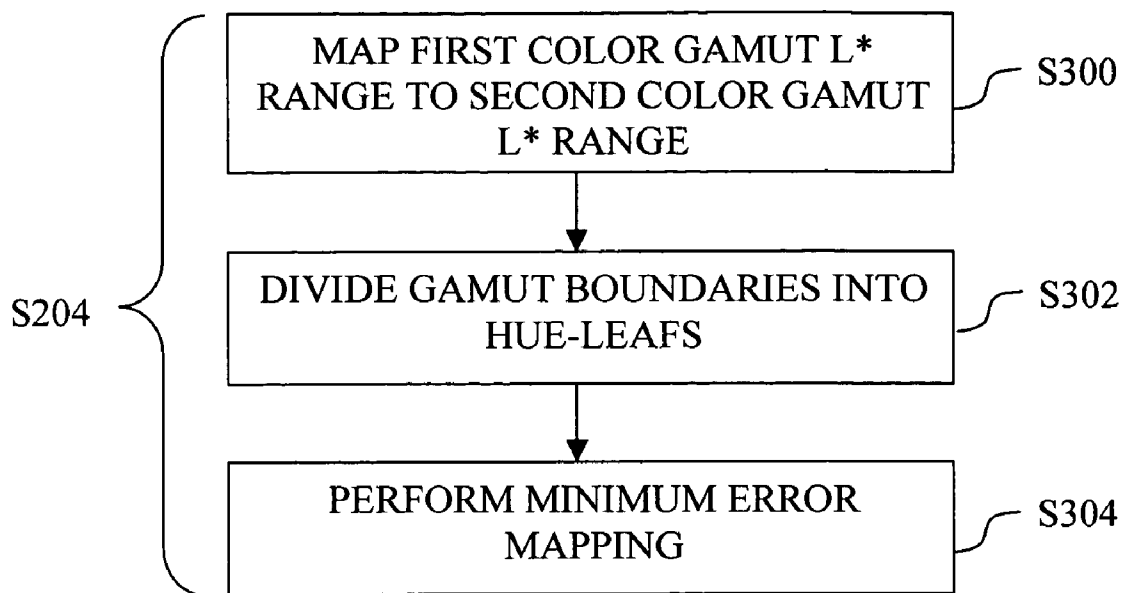 MAP FIRST COLOR GAMUT L*
RANGE TO SECOND COLOR GAMUT
L* RANGE
S300
DIVIDE GAMUT BOUNDARIES INTO
HUE-LEAFS
S302
S204
PERFORM MINIMUM ERROR
MAPPING
S304